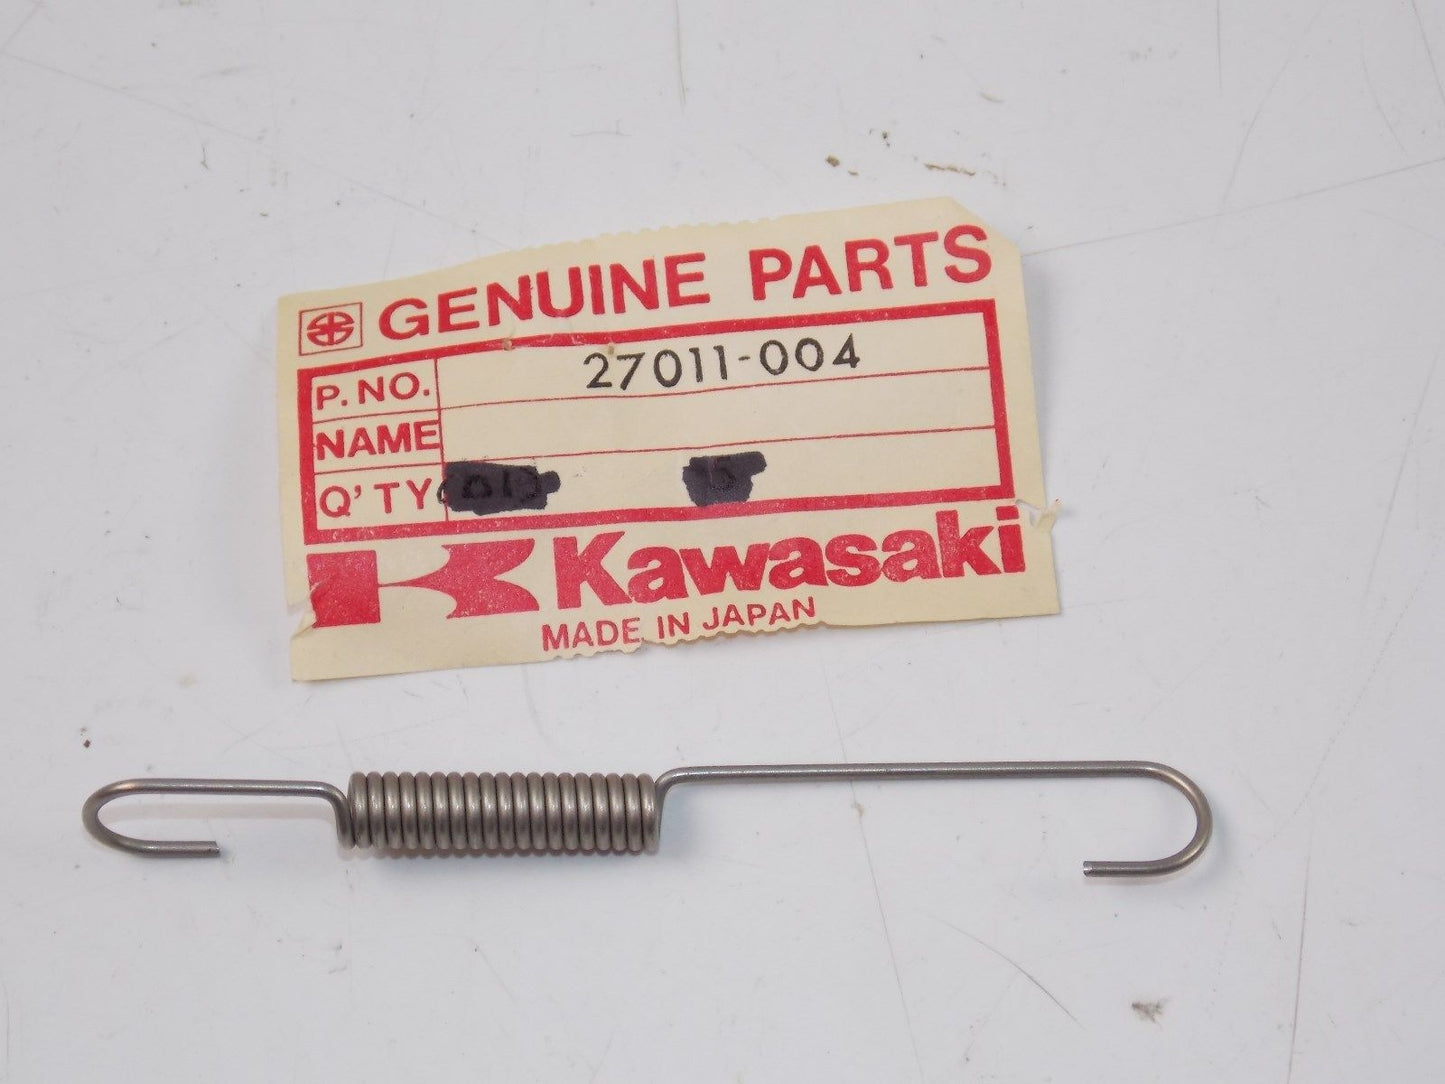 GENUINE PARTS
P. NO. 27011-004
NAME
Q'TY
Kawasaki
MADE IN JAPAN